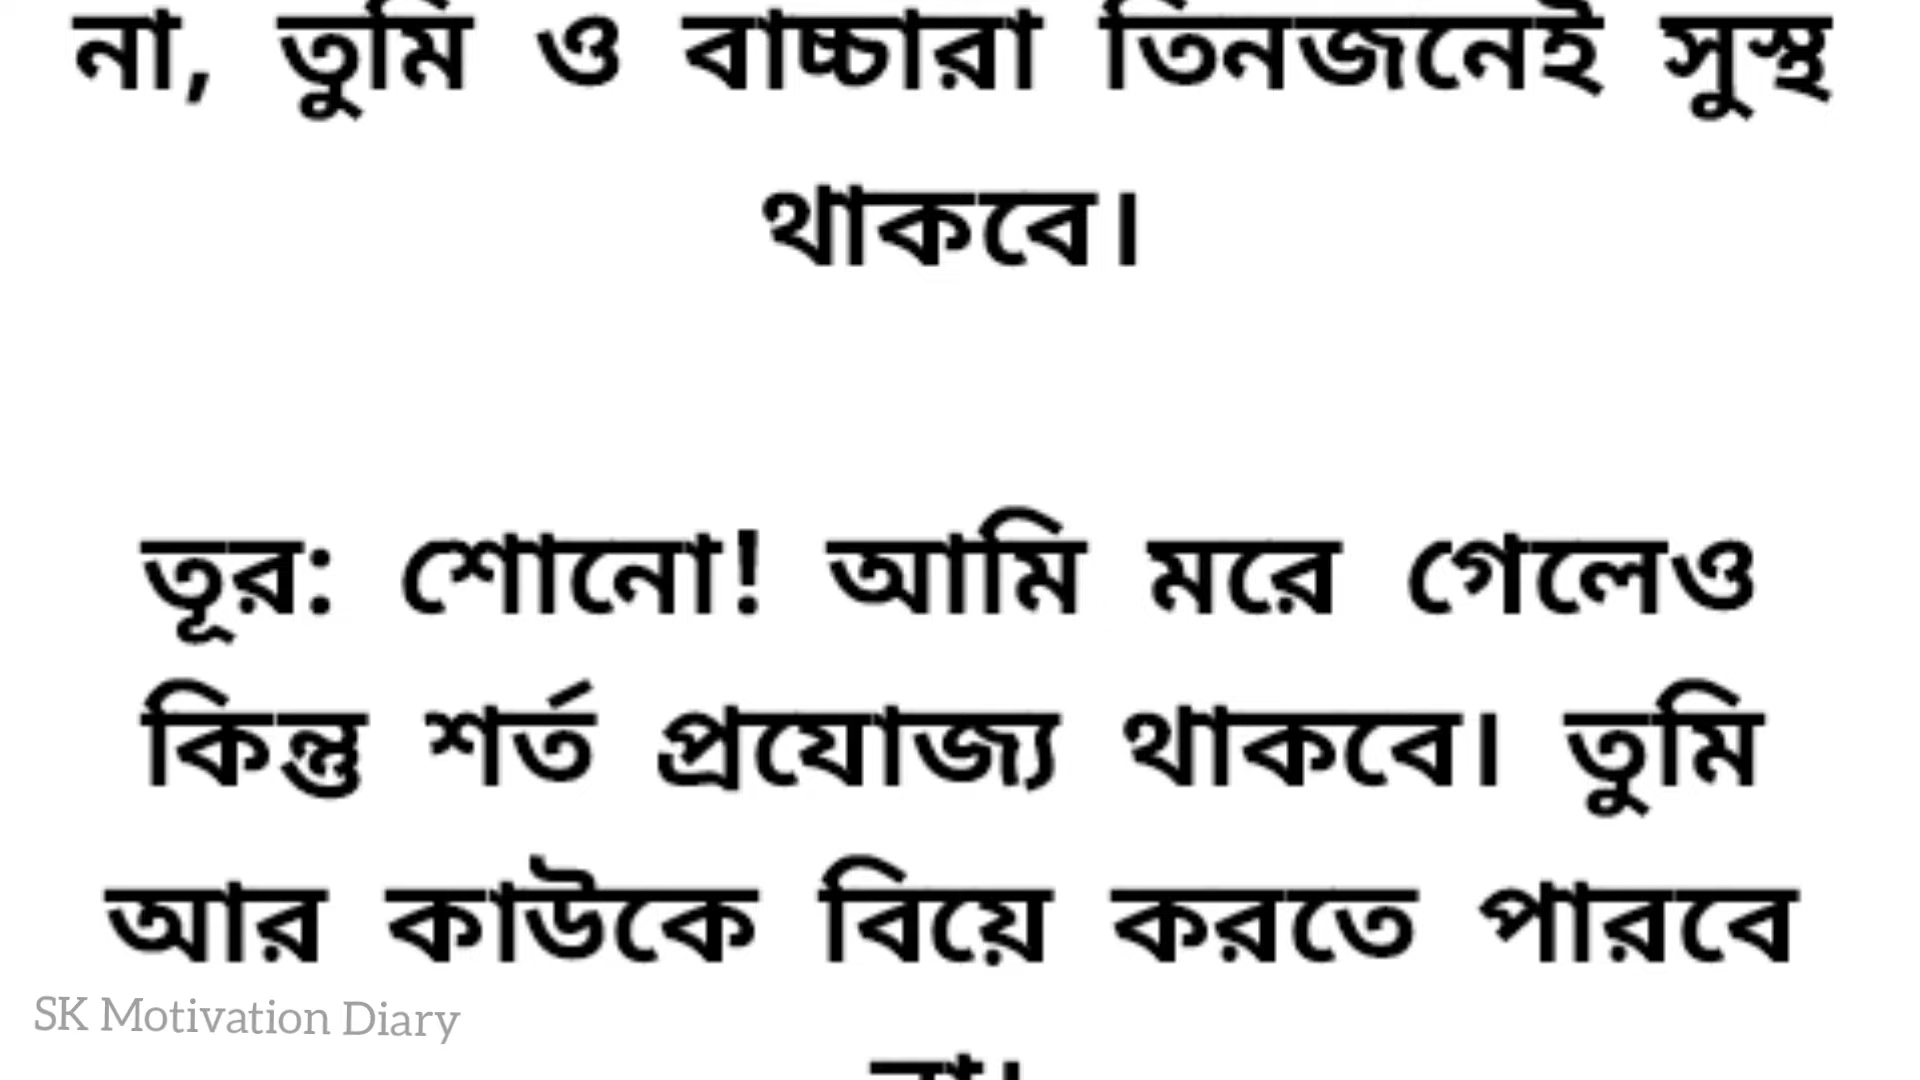 না, তুমি ও বাচ্চারা তিনজনেই সুস্থ
থাকবে।
তূর: শোনো! আমি মরে গেলেও
কিন্তু শর্ত প্রযোজ্য থাকবে। তুমি
আর কাউকে বিয়ে করতে পারবে
না।
SK Motivation Diary